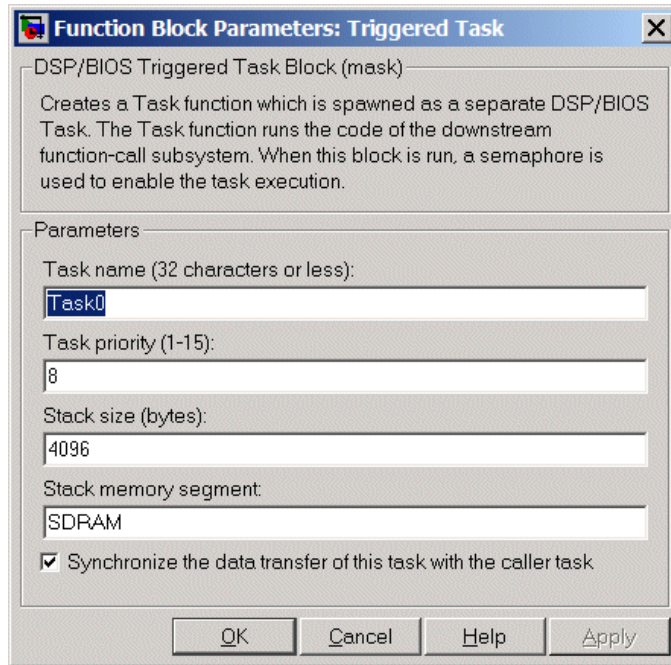 Function Block Parameters: Triggered Task
DSP/BIOS Triggered Task Block (mask)
Creates a Task function which is spawned as a separate DSP/BIOS
Task. The Task function runs the code of the downstream
function-call subsystem. When this block is run, a semaphore is
used to enable the task execution.
Parameters
Task name (32 characters or less):
Task0
Task priority (1-15):
8
Stack size (bytes):
4096
Stack memory segment:
SDRAM
Synchronize the data transfer of this task with the caller task
OK Cancel Help Apply